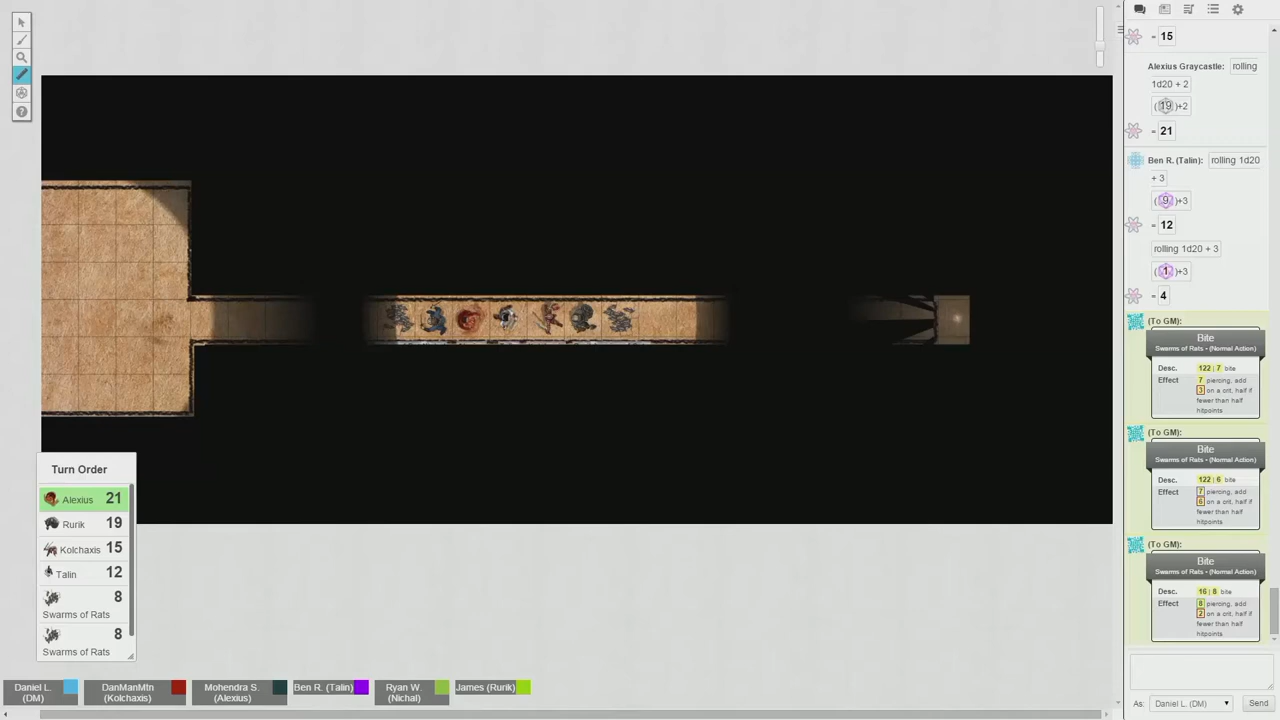 = 15
Alexius Graycastle: rolling
1d20 + 2
(19)+2
= 21
Ben R. (Talin): rolling 1d20
+ 3
(9)+3
= 12
rolling 1d20 + 3
(1)+3
= 4
(To GM):
Bite
Swarms of Rats • (Normal Action)
Desc. 122 | 7 bite
Effect 7 piercing, add
3 on a crit, half if
fewer than half
hitpoints
(To GM):
Bite
Swarms of Rats • (Normal Action)
Desc. 122 | 6 bite
Effect 7 piercing, add
6 on a crit, half if
fewer than half
hitpoints
(To GM):
Bite
Swarms of Rats • (Normal Action)
Desc. 16 | 8 bite
Effect 8 piercing, add
2 on a crit, half if
fewer than half
hitpoints
As: Daniel L. (DM) Send
Turn Order
Alexius 21
Rurik 19
Kolchaxis 15
Talin 12
8
Swarms of Rats
8
Swarms of Rats
Daniel L.
(DM)
DanManMtn
(Kolchaxis)
Mohendra S.
(Alexius)
Ben R. (Talin)
Ryan W.
(Nichal)
James (Rurik)